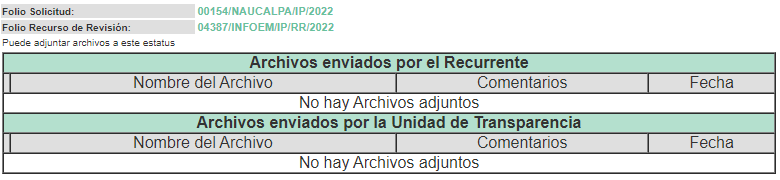 Folio Solicitud: 00154/NAUCALPA/IP/2022
Folio Recurso de Revisión: 04387/INFOEM/IP/RR/2022
Puede adjuntar archivos a este estatus
Archivos enviados por el Recurrente
Nombre del Archivo Comentarios Fecha
No hay Archivos adjuntos
Archivos enviados por la Unidad de Transparencia
Nombre del Archivo Comentarios Fecha
No hay Archivos adjuntos